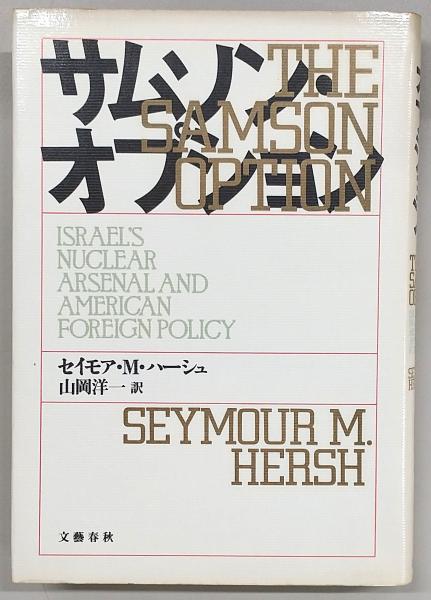 サムソン
オプション
THE
SAMSON
OPTION
ISRAEL'S
NUCLEAR
ARSENAL AND
AMERICAN
FOREIGN POLICY
セイモア・M・ハーシュ
山岡洋一 訳
SEYMOUR M.
HERSH
文藝春秋